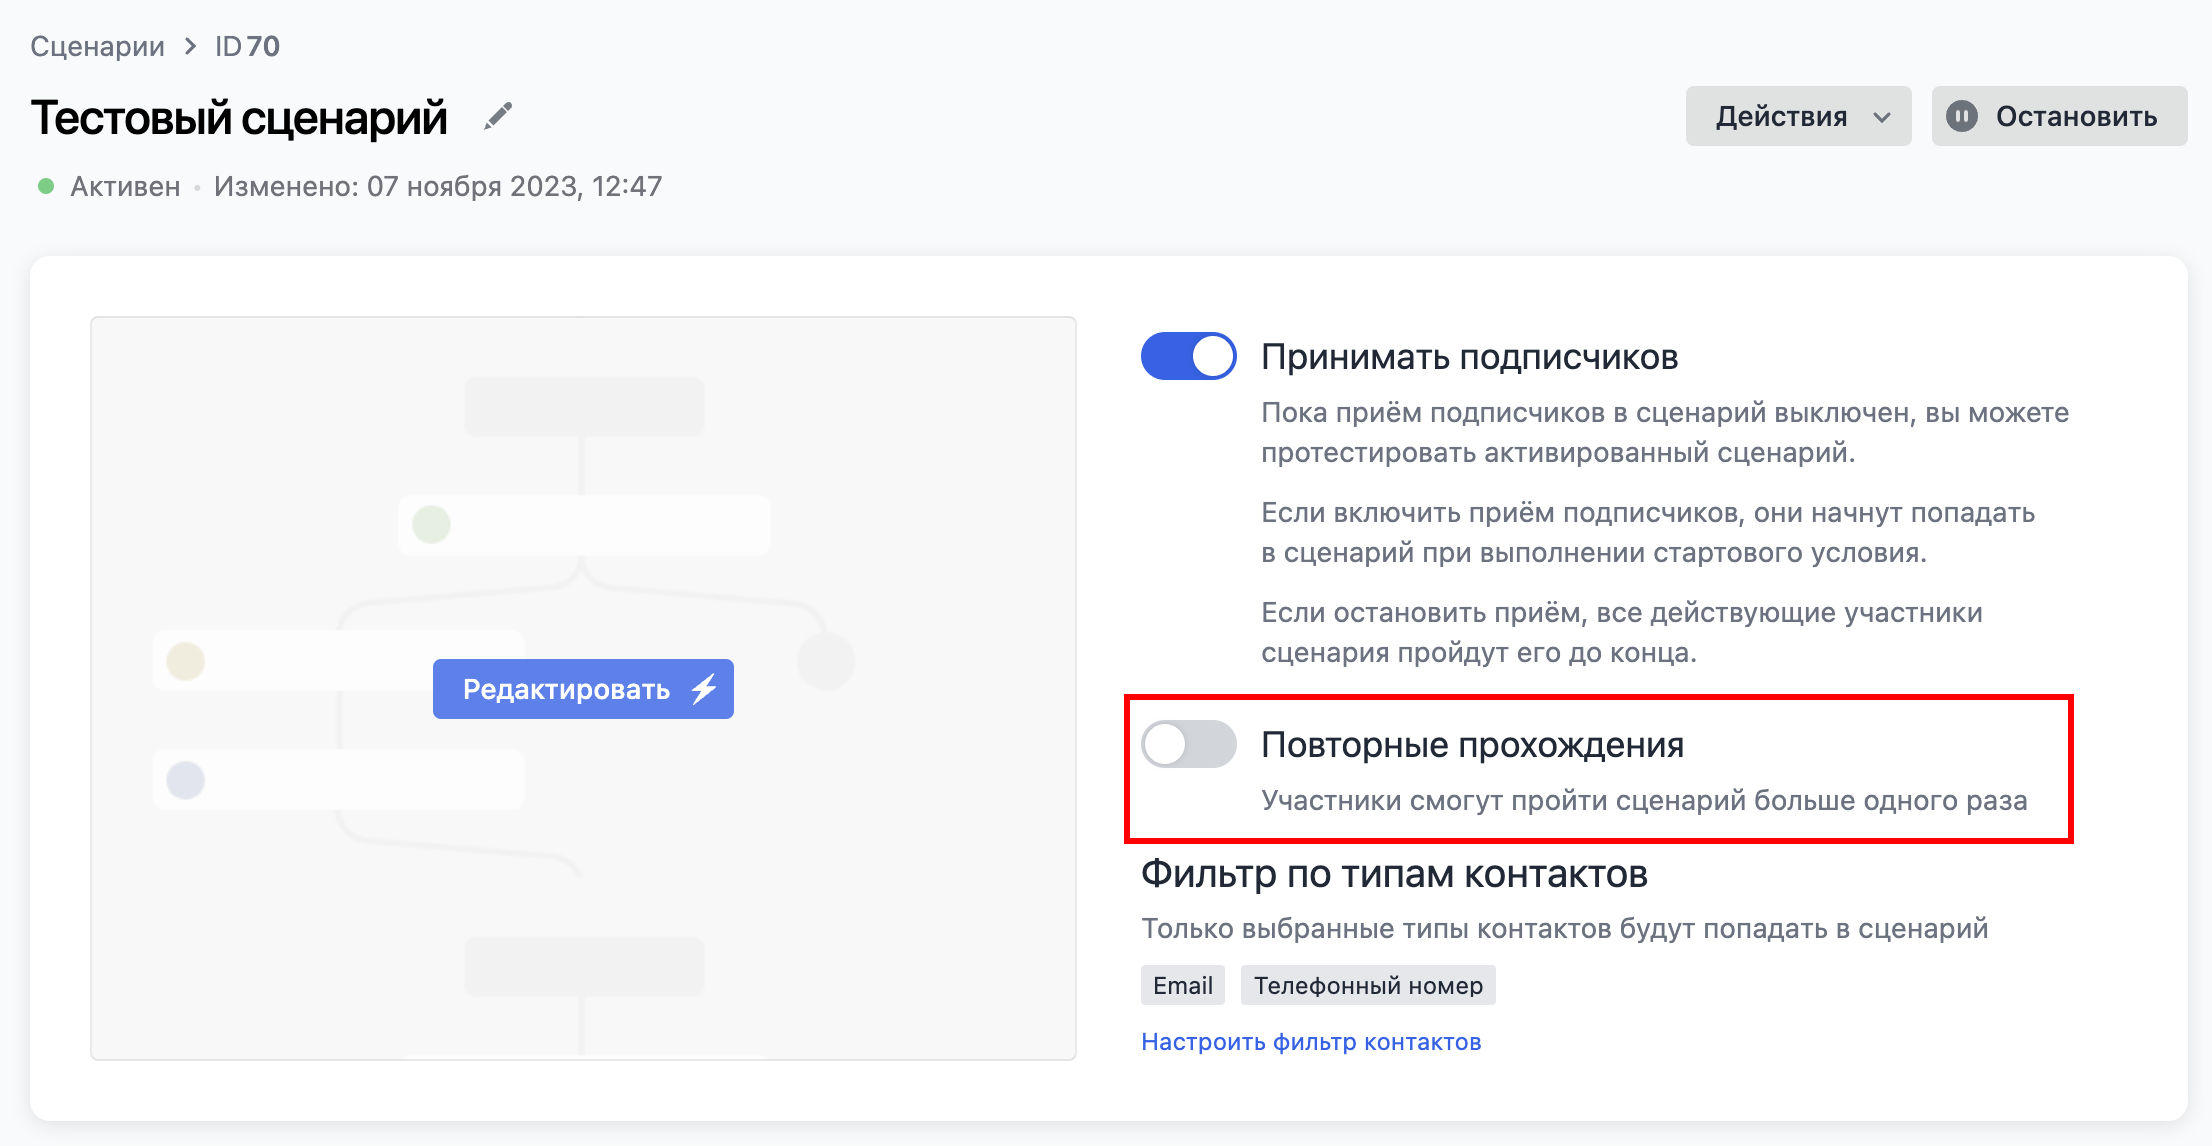 Сценарии > ID 70
Тестовый сценарий
Действия
Остановить
Активен • Изменено: 07 ноября 2023, 12:47
Редактировать
Принимать подписчиков
Пока приём подписчиков в сценарий выключен, вы можете
протестировать активированный сценарий.
Если включить приём подписчиков, они начнут попадать
в сценарий при выполнении стартового условия.
Если остановить приём, все действующие участники
сценария пройдут его до конца.
Повторные прохождения
Участники смогут пройти сценарий больше одного раза
Фильтр по типам контактов
Только выбранные типы контактов будут попадать в сценарий
Email
Телефонный номер
Настроить фильтр контактов